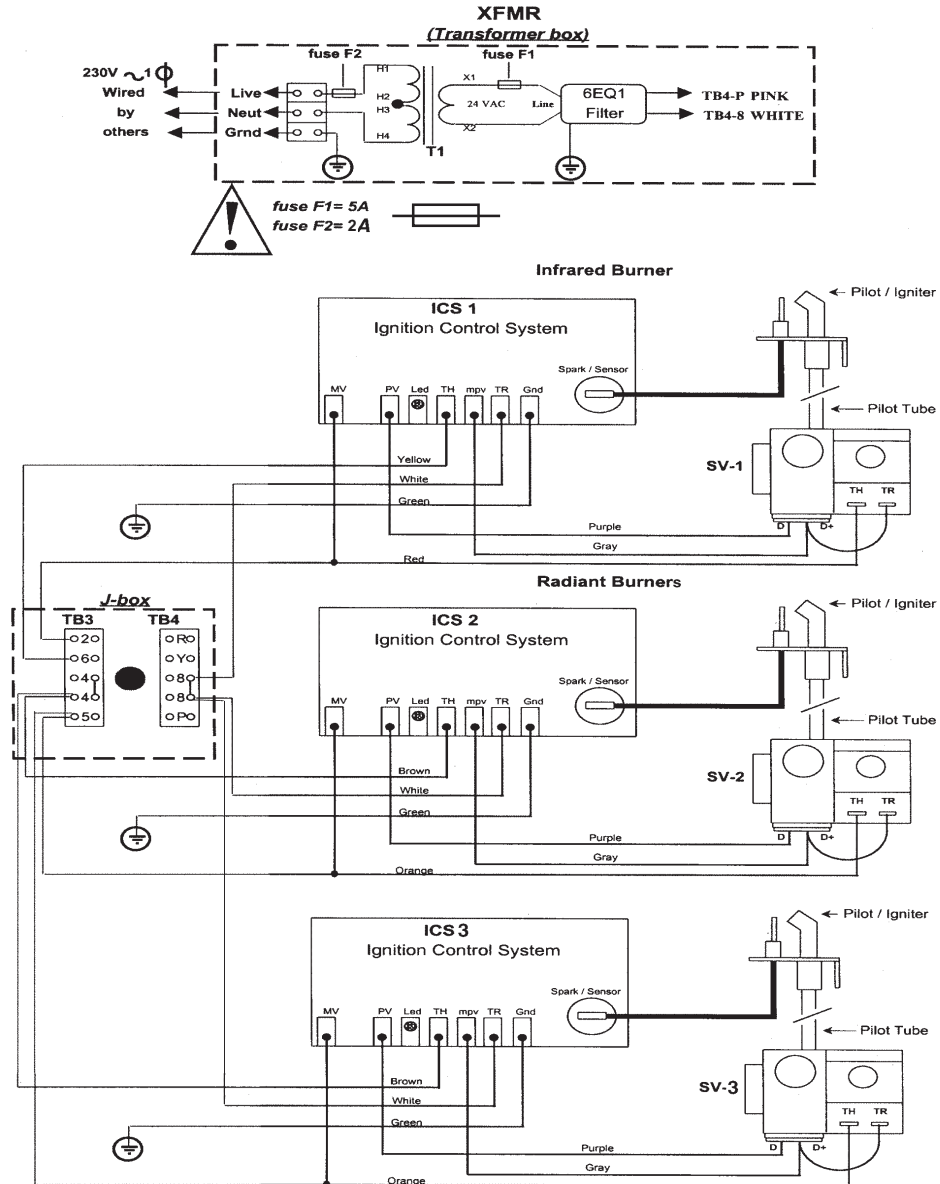 XFMR
(Transformer box)
fuse F2
fuse F1
230V ~1 Φ
Wired
by
others
Live
Neut
Grnd
H1
H2
H3
H4
T1
X1
24 VAC
Line
X2
6EQ1
Filter
TB4-P PINK
TB4-8 WHITE
fuse F1= 5A
fuse F2= 2A
Infrared Burner
ICS 1
Ignition Control System
Spark / Sensor
MV PV Led TH mpv TR Gnd
Pilot / Igniter
Pilot Tube
SV-1
TH TR
D D+
Yellow
White
Green
Purple
Gray
Red
J-box
TB3 TB4
2 R
6 Y
4 8
4 8
5 P
Radiant Burners
ICS 2
Ignition Control System
Spark / Sensor
MV PV Led TH mpv TR Gnd
Pilot / Igniter
Pilot Tube
SV-2
TH TR
D D+
Brown
White
Green
Purple
Gray
Orange
ICS 3
Ignition Control System
Spark / Sensor
MV PV Led TH mpv TR Gnd
Pilot / Igniter
Pilot Tube
SV-3
TH TR
D D+
Brown
White
Green
Purple
Gray
Orange